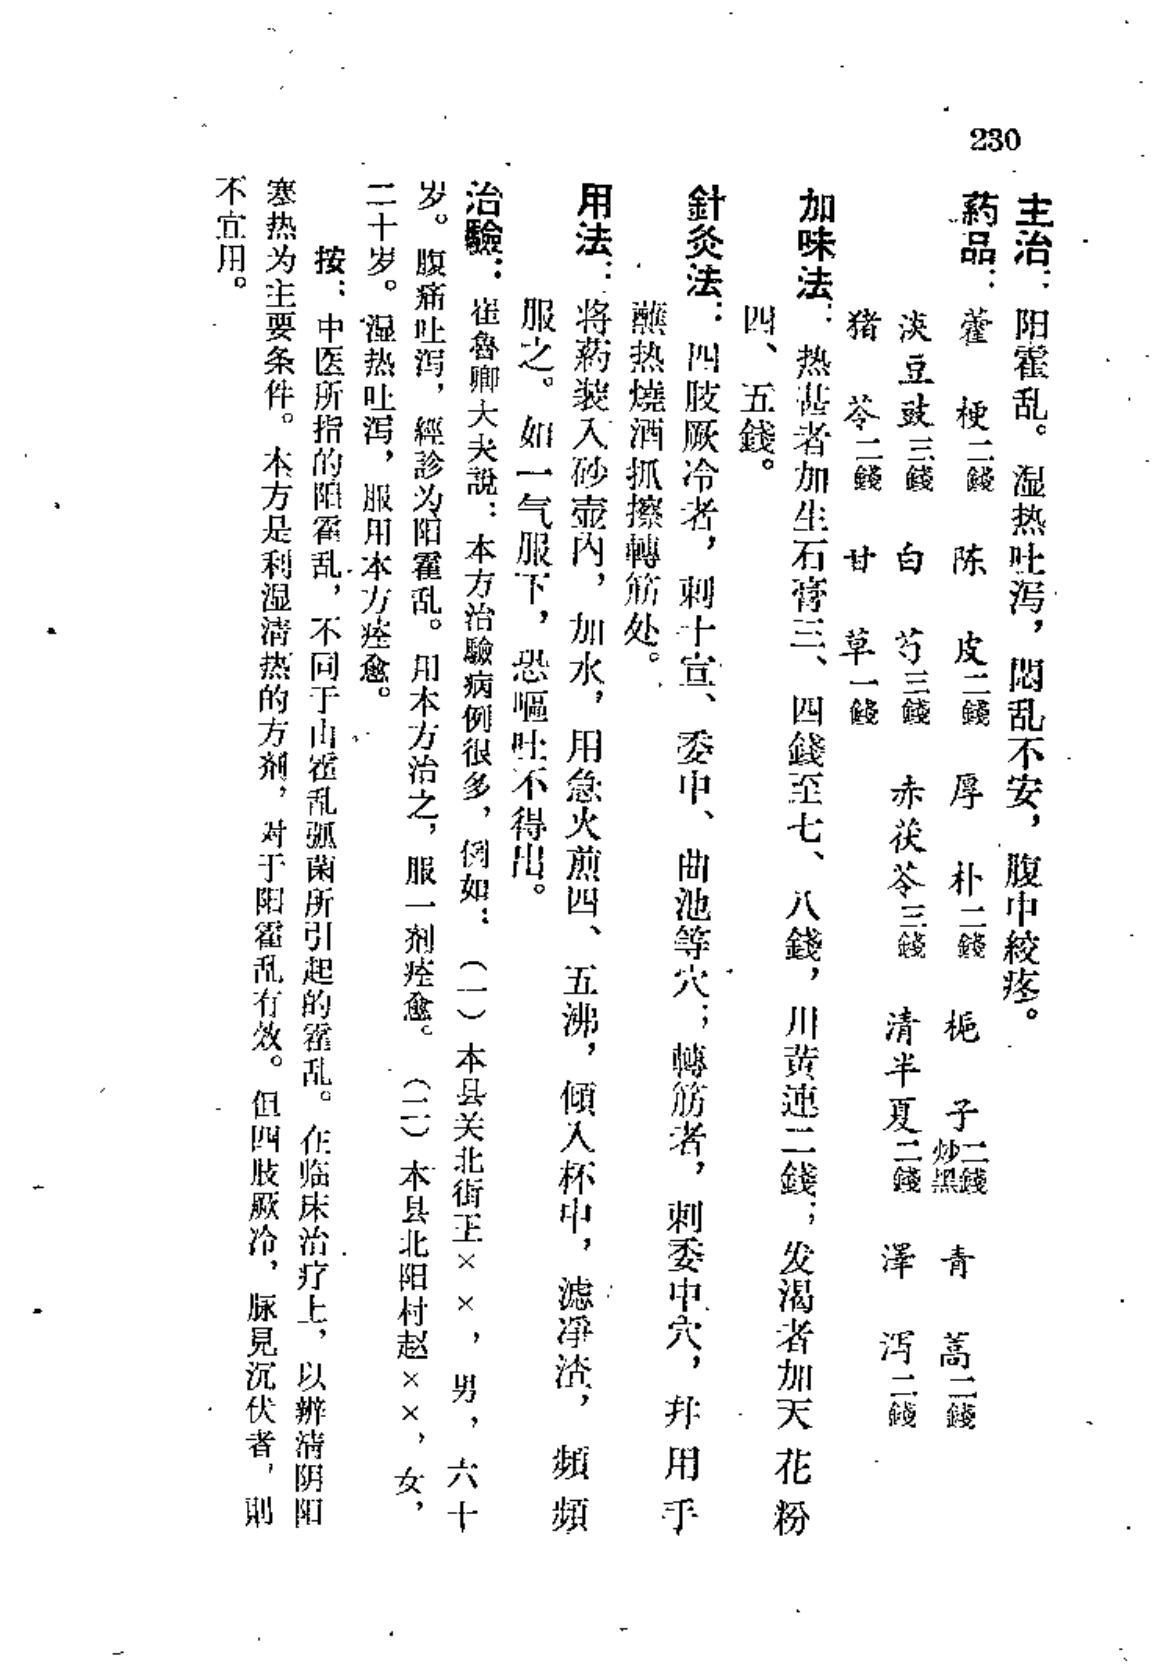 230
主治：阳霍乱。湿热吐泻，悶乱不安，腹中絞疼。
葯品：藿梗二錢 陈皮二錢 厚朴二錢 梔子二錢炒黑 青蒿二錢
淡豆豉三錢 白芍三錢 赤茯苓三錢 清半夏二錢 澤泻二錢
猪苓二錢 甘草一錢
加味法：热甚者加生石膏三、四錢至七、八錢，川黄連二錢；发渴者加天花粉
四、五錢。
針灸法：四肢厥冷者，刺十宣、委中、曲池等穴；轉筋者，刺委中穴，幷用手
蘸热燒酒抓擦轉筋处。
用法：将葯装入砂壶内，加水，用急火煎四、五沸，傾入杯中，滤凈渣，頻頻
服之。如一气服下，恐嘔吐不得出。
治驗：崔魯卿大夫說：本方治驗病例很多，例如：（一）本县关北街王××，男，六十
岁。腹痛吐泻，經診为阳霍乱。用本方治之，服一剂痊愈。（二）本县北阳村赵××，女，
二十岁。湿热吐泻，服用本方痊愈。
按：中医所指的阳霍乱，不同于由霍乱弧菌所引起的霍乱。在临床治疗上，以辨清阴阳
寒热为主要条件。本方是利湿清热的方剂，对于阳霍乱有效。但四肢厥冷，脉見沉伏者，則
不宜用。